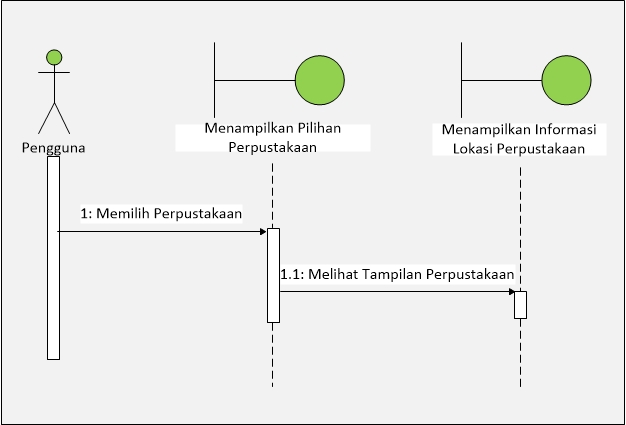 Menampilkan Pilihan
Perpustakaan
Menampilkan Informasi
Lokasi Perpustakaan
Pengguna
1: Memilih Perpustakaan
1.1: Melihat Tampilan Perpustakaan